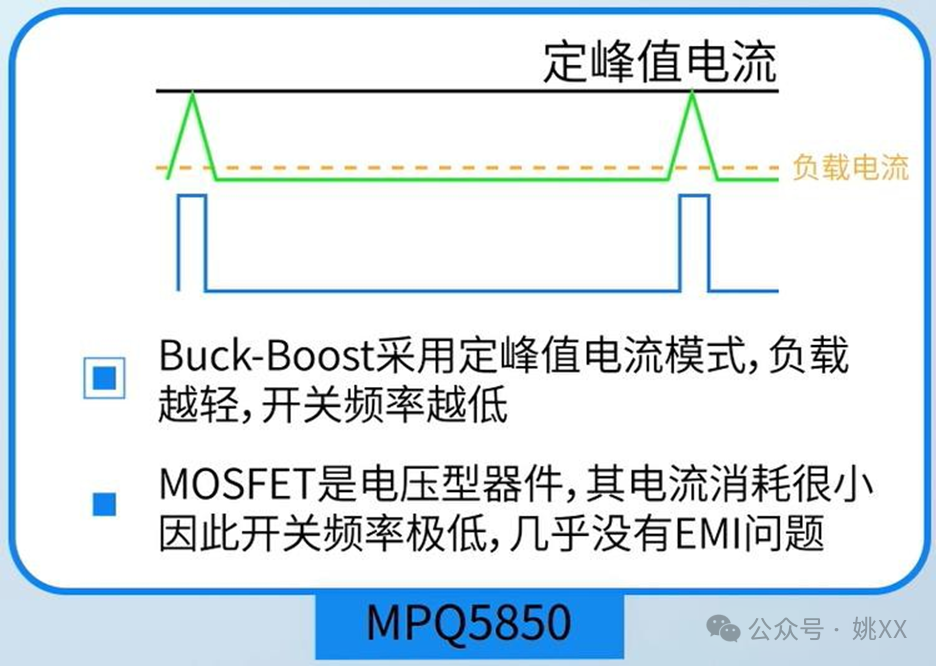 定峰值电流
负载电流
Buck-Boost采用定峰值电流模式，负载
越轻，开关频率越低
MOSFET是电压型器件，其电流消耗很小
因此开关频率极低，几乎没有EMI问题
MPQ5850
公众号 · 姚XX